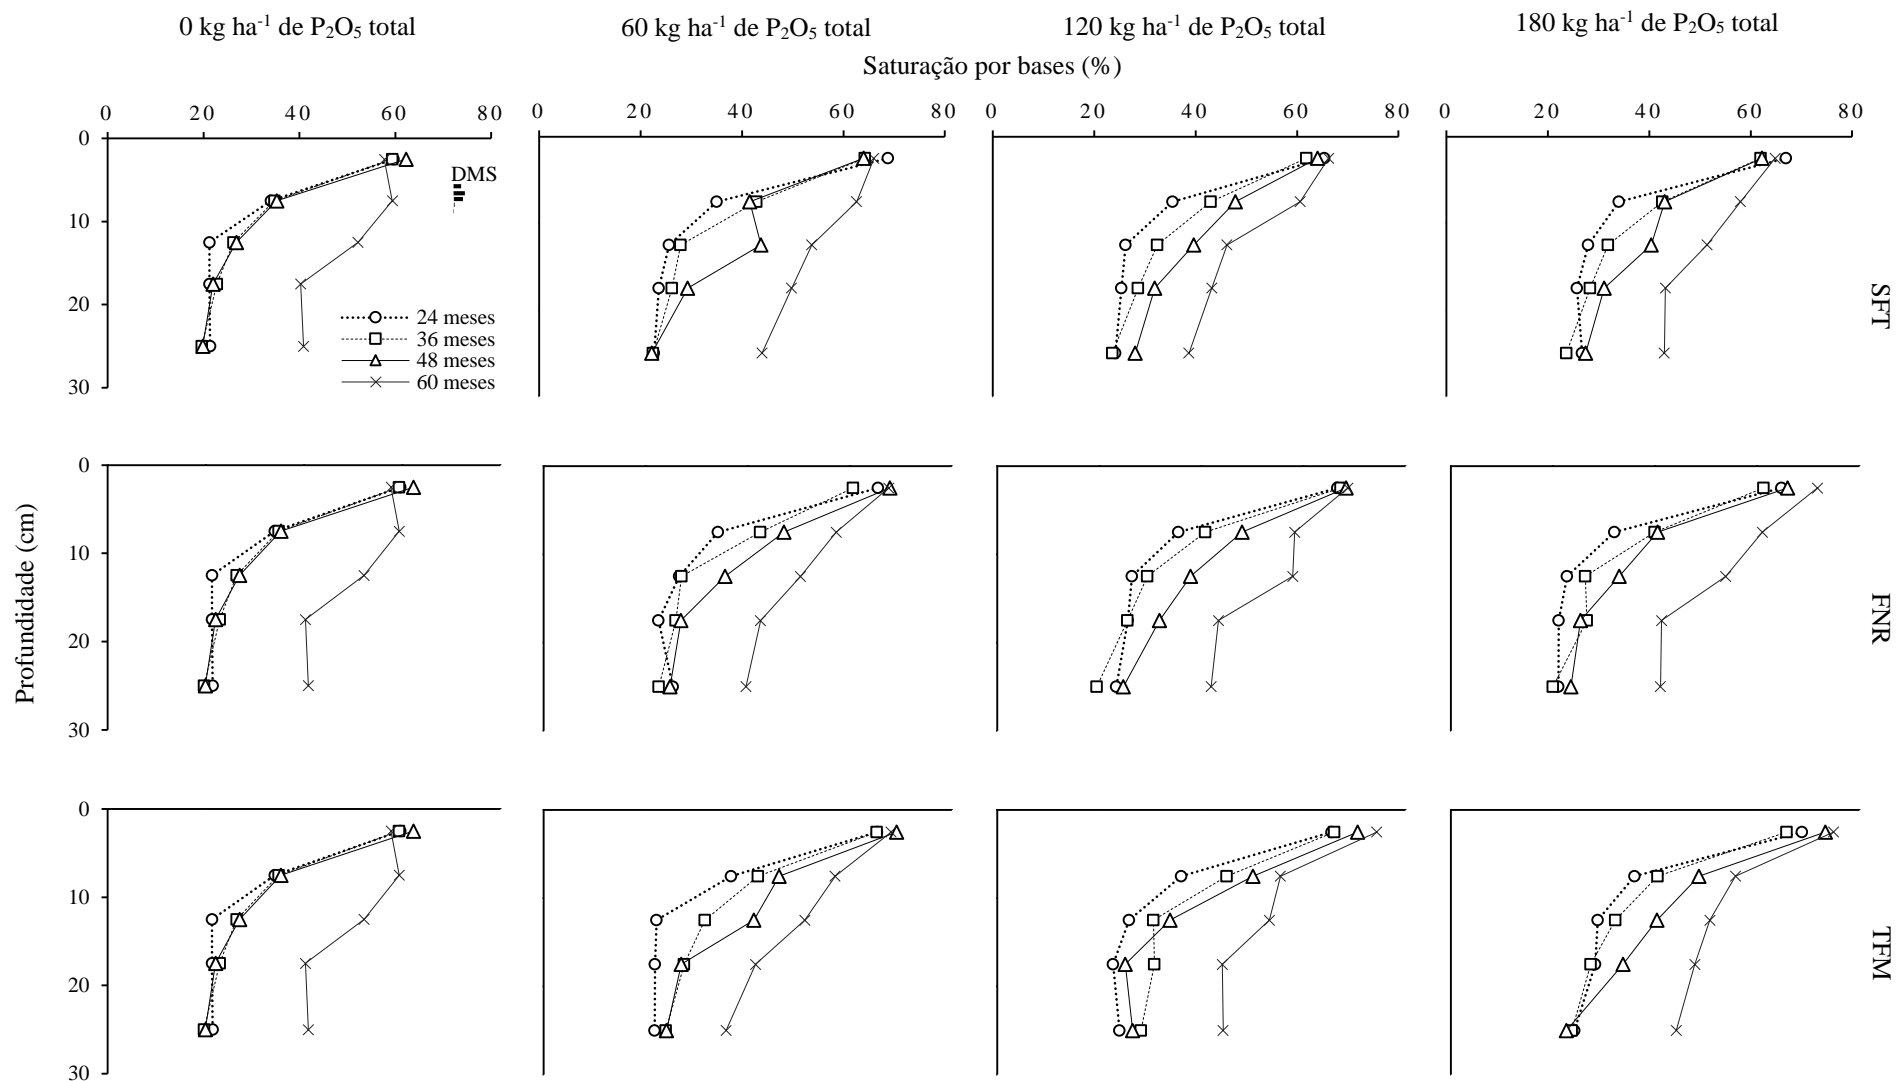 0 kg ha-1 de P2O5 total
60 kg ha-1 de P2O5 total
120 kg ha-1 de P2O5 total
180 kg ha-1 de P2O5 total
Saturação por bases (%)
0 20 40 60 80
0 20 40 60 80
0 20 40 60 80
0 20 40 60 80
0
10
20
30
DMS
24 meses
36 meses
48 meses
60 meses
SFT
Profundidade (cm)
0
10
20
30
FNR
0
10
20
30
TFM